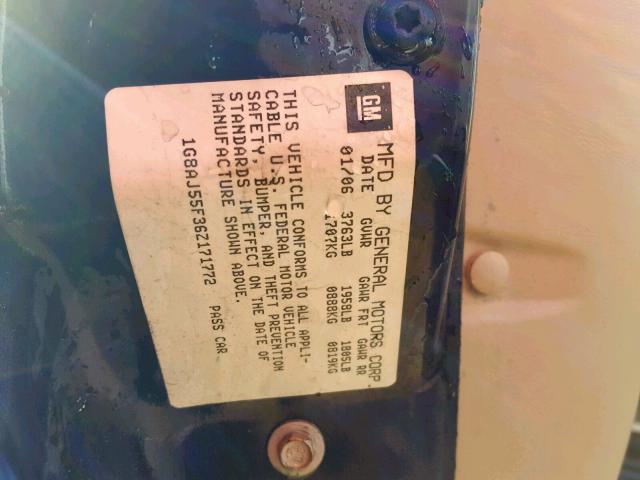 GM
MFD BY GENERAL MOTORS CORP.
DATE GVWR GAWR FRT GAWR RR
01/06 3763LB 1958LB 1805LB
1707KG 0888KG 0819KG
THIS VEHICLE CONFORMS TO ALL APPLI-
CABLE U.S. FEDERAL MOTOR VEHICLE
SAFETY, BUMPER, AND THEFT PREVENTION
STANDARDS IN EFFECT ON THE DATE OF
MANUFACTURE SHOWN ABOVE.
1G8AJ55F36Z171772 PASS CAR